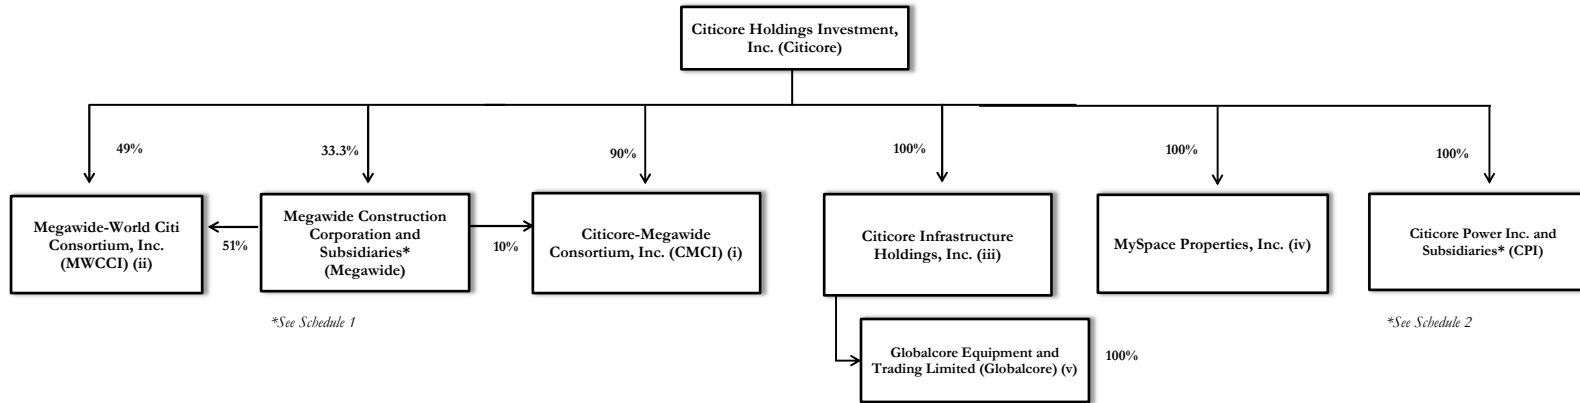 Citicore Holdings Investment,
Inc. (Citicore)
49%
33.3%
90%
100%
100%
100%
Megawide-World Citi
Consortium, Inc.
(MWCCI) (ii)
51%
Megawide Construction
Corporation and
Subsidiaries*
(Megawide)
10%
Citicore-Megawide
Consortium, Inc. (CMCI) (i)
Citicore Infrastructure
Holdings, Inc. (iii)
MySpace Properties, Inc. (iv)
Citicore Power Inc. and
Subsidiaries* (CPI)
*See Schedule 1
*See Schedule 2
Globalcore Equipment and
Trading Limited (Globalcore) (v)
100%